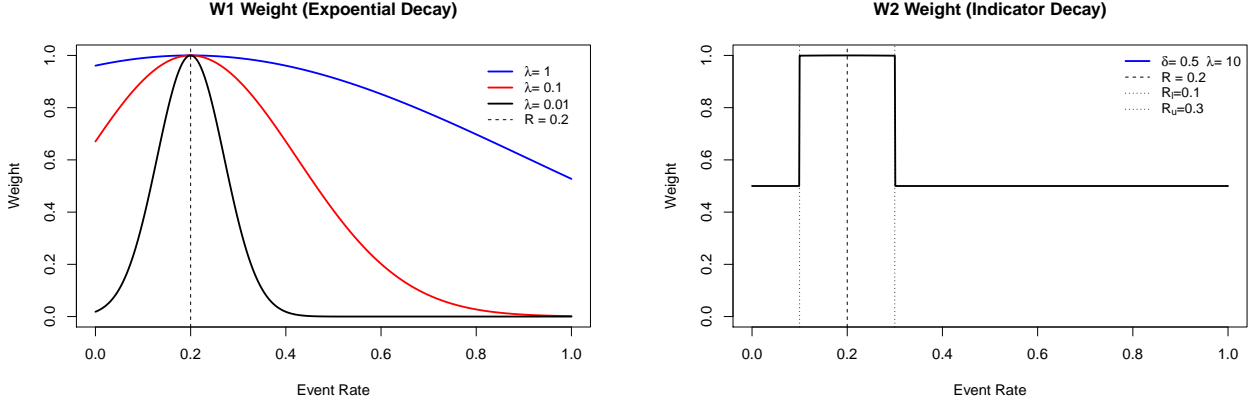 W1 Weight (Expoential Decay)
Weight
0.0 0.2 0.4 0.6 0.8 1.0
λ= 1
λ= 0.1
λ= 0.01
R = 0.2
0.0 0.2 0.4 0.6 0.8 1.0
Event Rate
W2 Weight (Indicator Decay)
Weight
0.0 0.2 0.4 0.6 0.8 1.0
δ= 0.5 λ= 10
R = 0.2
Rₗ=0.1
Rᵤ=0.3
0.0 0.2 0.4 0.6 0.8 1.0
Event Rate